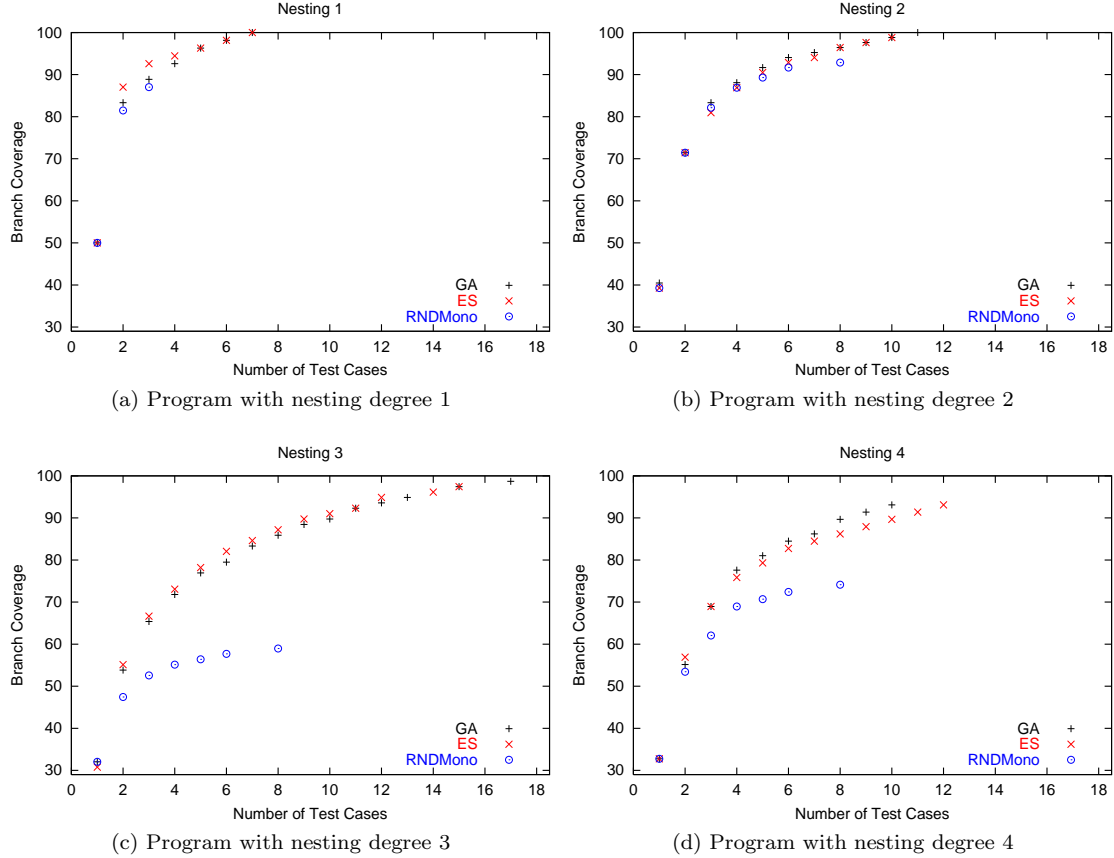 Nesting 1
100
90
80
70
60
50
40
30
Branch Coverage
GA
ES
RNDMono
0 2 4 6 8 10 12 14 16 18
Number of Test Cases
(a) Program with nesting degree 1
Nesting 2
100
90
80
70
60
50
40
30
Branch Coverage
GA
ES
RNDMono
0 2 4 6 8 10 12 14 16 18
Number of Test Cases
(b) Program with nesting degree 2
Nesting 3
100
90
80
70
60
50
40
30
Branch Coverage
GA
ES
RNDMono
0 2 4 6 8 10 12 14 16 18
Number of Test Cases
(c) Program with nesting degree 3
Nesting 4
100
90
80
70
60
50
40
30
Branch Coverage
GA
ES
RNDMono
0 2 4 6 8 10 12 14 16 18
Number of Test Cases
(d) Program with nesting degree 4